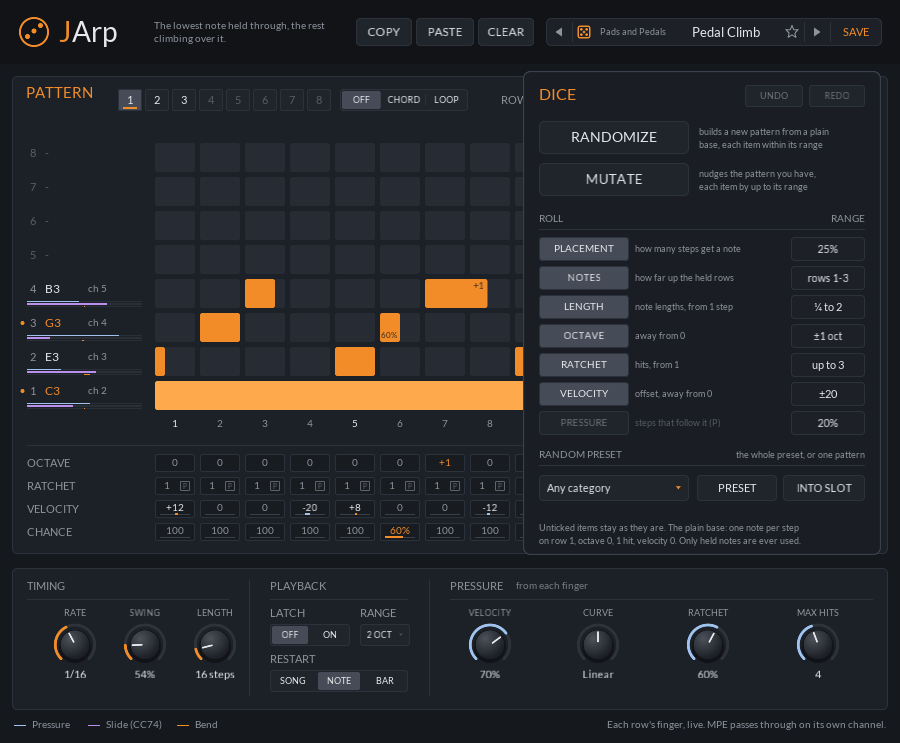 JArp
The lowest note held through, the rest
climbing over it.
COPY PASTE CLEAR
Pads and Pedals Pedal Climb SAVE
PATTERN 1 2 3 4 5 6 7 8 OFF CHORD LOOP ROW
8 -
7 -
6 -
5 -
4 B3 ch 5 +1
3 G3 ch 4 60%
2 E3 ch 3
1 C3 ch 2
1 2 3 4 5 6 7 8
OCTAVE 0 0 0 0 0 0 +1 0
RATCHET 1 P 1 P 1 P 1 P 1 P 1 P 1 P 1 P
VELOCITY +12 0 0 -20 +8 0 0 -12
CHANCE 100 100 100 100 100 60% 100 100
DICE UNDO REDO
RANDOMIZE builds a new pattern from a plain
base, each item within its range
MUTATE nudges the pattern you have,
each item by up to its range
ROLL RANGE
PLACEMENT how many steps get a note 25%
NOTES how far up the held rows rows 1-3
LENGTH note lengths, from 1 step ¼ to 2
OCTAVE away from 0 ±1 oct
RATCHET hits, from 1 up to 3
VELOCITY offset, away from 0 ±20
PRESSURE steps that follow it (P) 20%
RANDOM PRESET the whole preset, or one pattern
Any category PRESET INTO SLOT
Unticked items stay as they are. The plain base: one note per step
on row 1, octave 0, 1 hit, velocity 0. Only held notes are ever used.
TIMING
RATE SWING LENGTH
1/16 54% 16 steps
PLAYBACK
LATCH RANGE
OFF ON 2 OCT
RESTART
SONG NOTE BAR
PRESSURE from each finger
VELOCITY CURVE RATCHET MAX HITS
70% Linear 60% 4
Pressure Slide (CC74) Bend
Each row's finger, live. MPE passes through on its own channel.